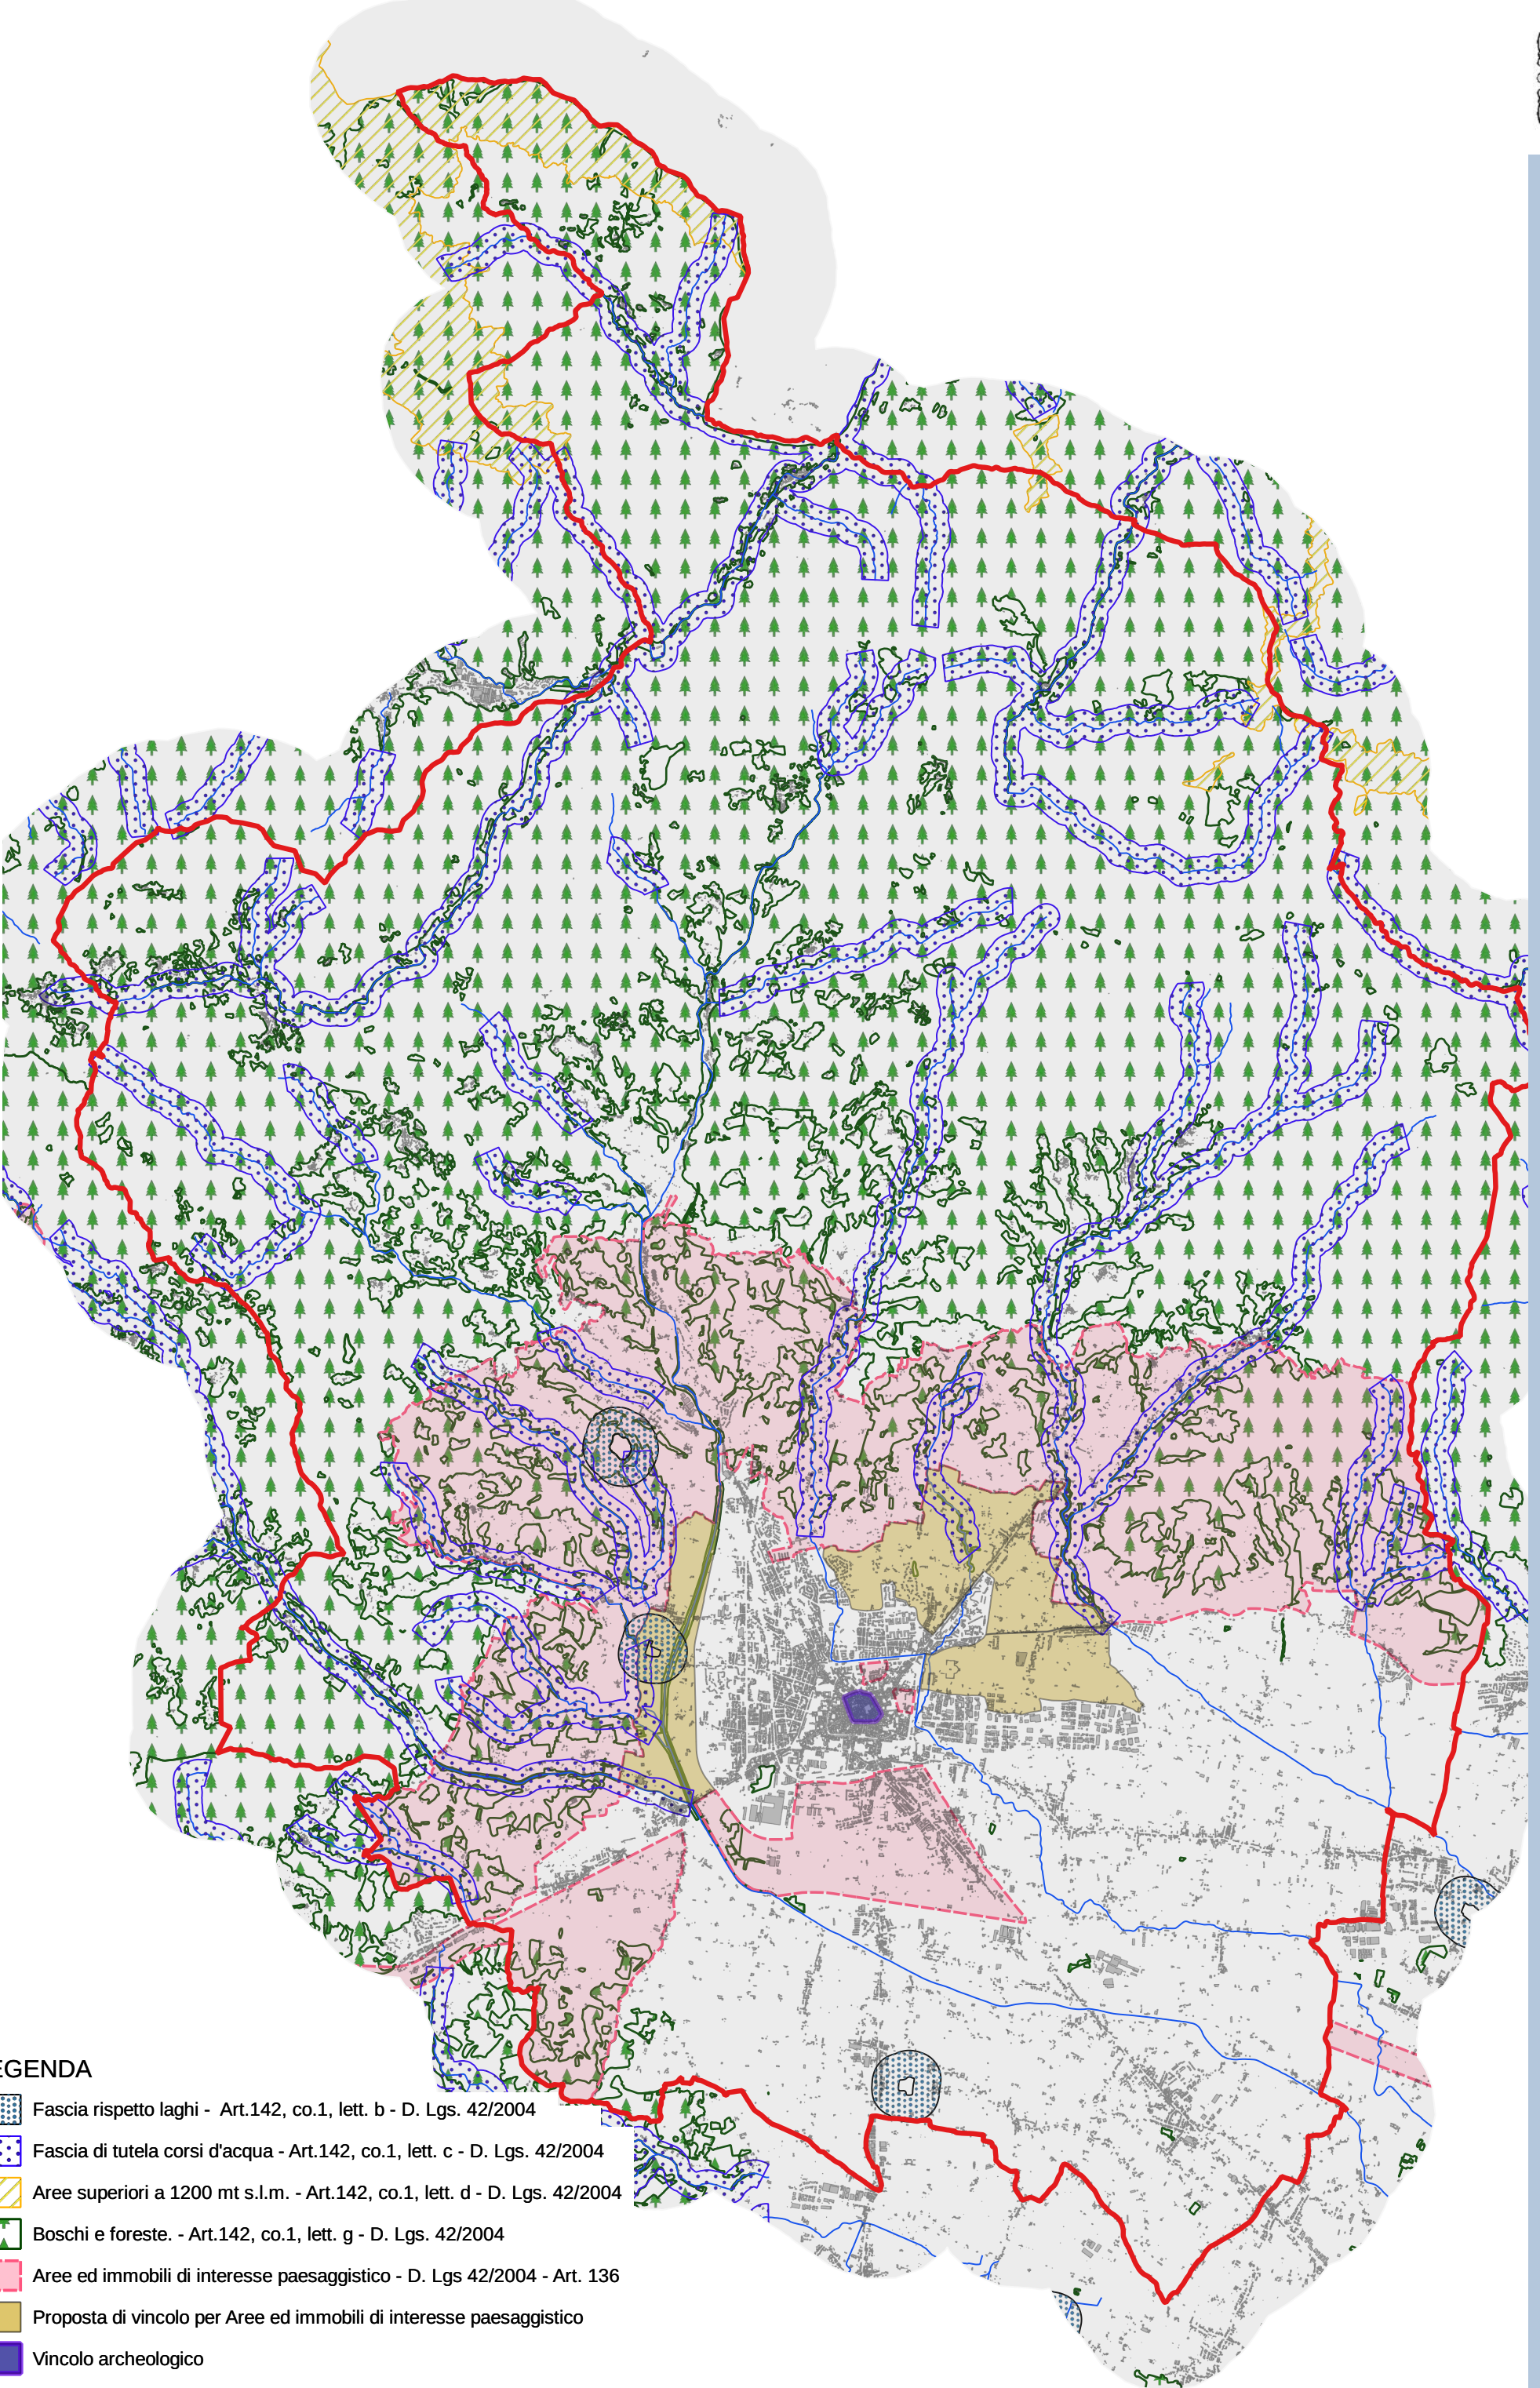 EGENDA
Fascia rispetto laghi - Art.142, co.1, lett. b - D. Lgs. 42/2004
Fascia di tutela corsi d'acqua - Art.142, co.1, lett. c - D. Lgs. 42/2004
Aree superiori a 1200 mt s.l.m. - Art.142, co.1, lett. d - D. Lgs. 42/2004
Boschi e foreste. - Art.142, co.1, lett. g - D. Lgs. 42/2004
Aree ed immobili di interesse paesaggistico - D. Lgs 42/2004 - Art. 136
Proposta di vincolo per Aree ed immobili di interesse paesaggistico
Vincolo archeologico